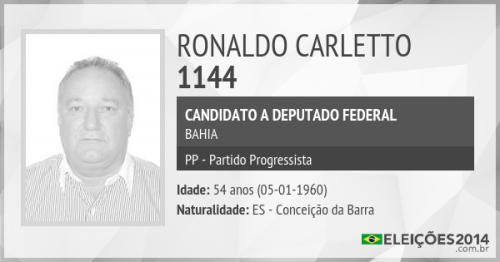 RONALDO CARLETTO
1144
CANDIDATO A DEPUTADO FEDERAL
BAHIA
PP - Partido Progressista
Idade: 54 anos (05-01-1960)
Naturalidade: ES - Conceição da Barra
ELEIÇÕES2014
.com.br